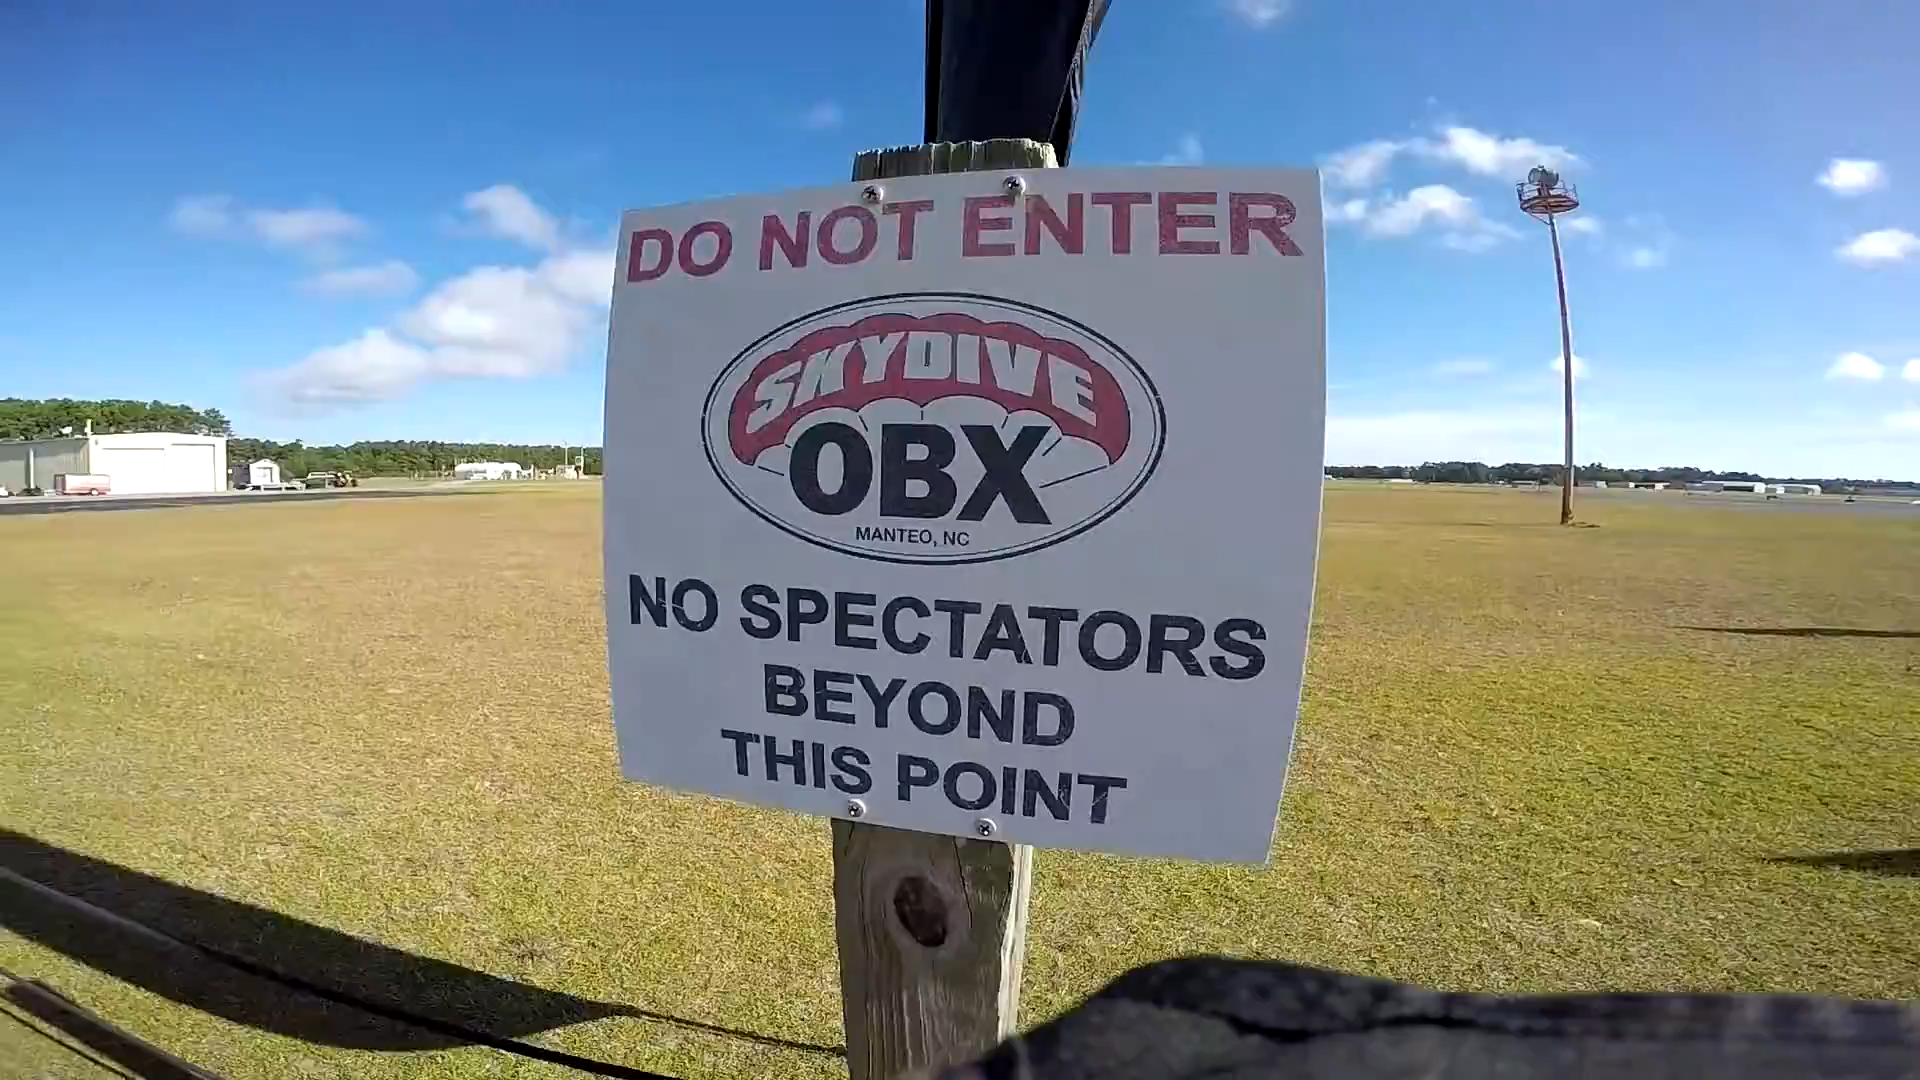 DO NOT ENTER
SKYDIVE
OBX
MANTEO, NC
NO SPECTATORS
BEYOND
THIS POINT